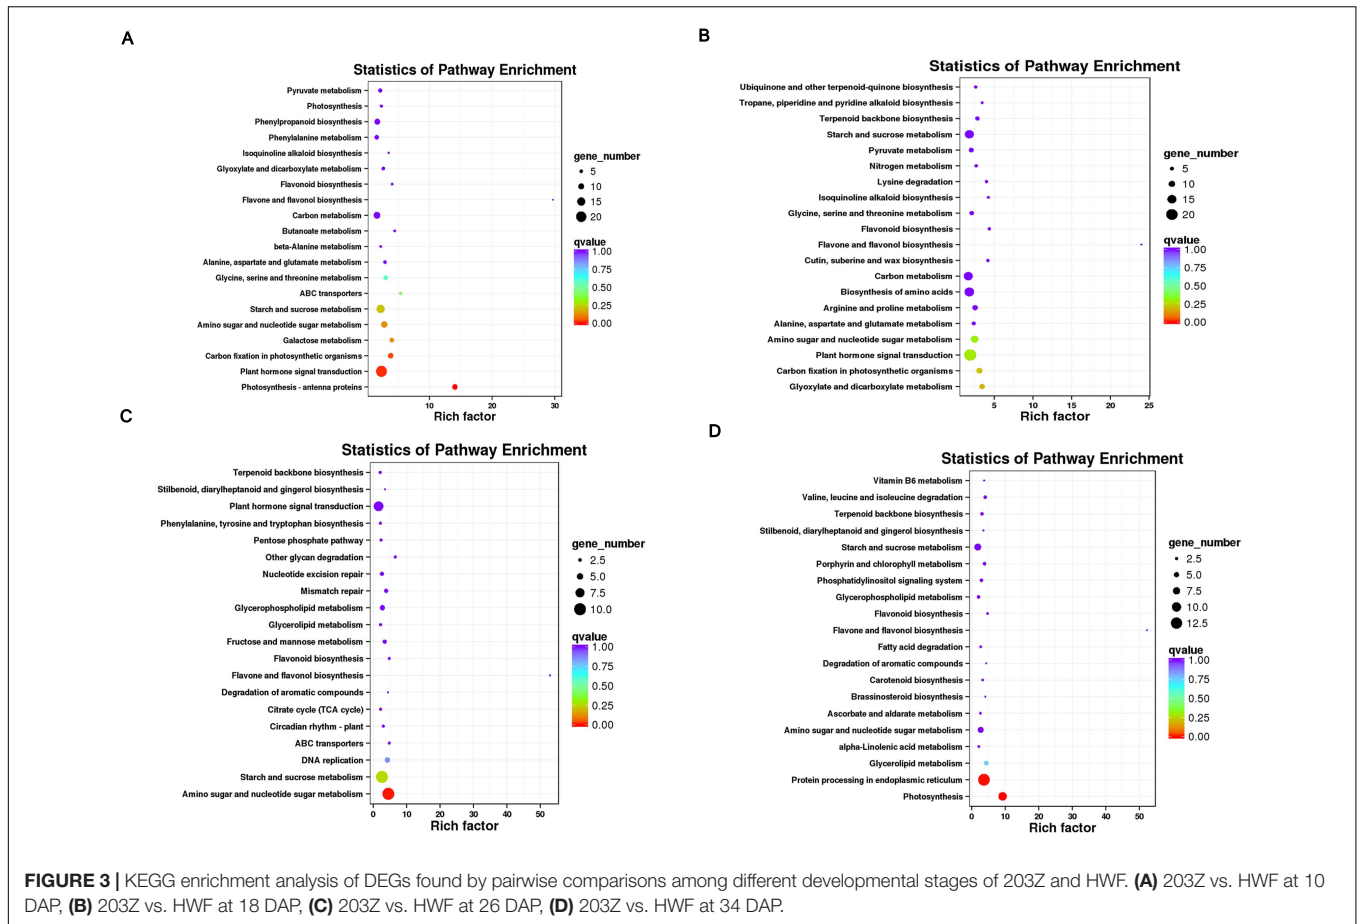 A
Statistics of Pathway Enrichment
Pyruvate metabolism
Photosynthesis
Phenylpropanoid biosynthesis
Phenylalanine metabolism
Isoquinoline alkaloid biosynthesis
Glyoxylate and dicarboxylate metabolism
Flavonoid biosynthesis
Flavone and flavonol biosynthesis
Carbon metabolism
Butanoate metabolism
beta-Alanine metabolism
Alanine, aspartate and glutamate metabolism
Glycine, serine and threonine metabolism
ABC transporters
Starch and sucrose metabolism
Amino sugar and nucleotide sugar metabolism
Galactose metabolism
Carbon fixation in photosynthetic organisms
Plant hormone signal transduction
Photosynthesis - antenna proteins
10 20 30
Rich factor
gene_number
5
10
15
20
qvalue
1.00
0.75
0.50
0.25
0.00
B
Statistics of Pathway Enrichment
Ubiquinone and other terpenoid-quinone biosynthesis
Tropane, piperidine and pyridine alkaloid biosynthesis
Terpenoid backbone biosynthesis
Starch and sucrose metabolism
Pyruvate metabolism
Nitrogen metabolism
Lysine degradation
Isoquinoline alkaloid biosynthesis
Glycine, serine and threonine metabolism
Flavonoid biosynthesis
Flavone and flavonol biosynthesis
Cutin, suberine and wax biosynthesis
Carbon metabolism
Biosynthesis of amino acids
Arginine and proline metabolism
Alanine, aspartate and glutamate metabolism
Amino sugar and nucleotide sugar metabolism
Plant hormone signal transduction
Carbon fixation in photosynthetic organisms
Glyoxylate and dicarboxylate metabolism
5 10 15 20 25
Rich factor
gene_number
5
10
15
20
qvalue
1.00
0.75
0.50
0.25
0.00
C
Statistics of Pathway Enrichment
Terpenoid backbone biosynthesis
Stilbenoid, diarylheptanoid and gingerol biosynthesis
Plant hormone signal transduction
Phenylalanine, tyrosine and tryptophan biosynthesis
Pentose phosphate pathway
Other glycan degradation
Nucleotide excision repair
Mismatch repair
Glycerophospholipid metabolism
Glycerolipid metabolism
Fructose and mannose metabolism
Flavonoid biosynthesis
Flavone and flavonol biosynthesis
Degradation of aromatic compounds
Citrate cycle (TCA cycle)
Circadian rhythm - plant
ABC transporters
DNA replication
Starch and sucrose metabolism
Amino sugar and nucleotide sugar metabolism
0 10 20 30 40 50
Rich factor
gene_number
2.5
5.0
7.5
10.0
qvalue
1.00
0.75
0.50
0.25
0.00
D
Statistics of Pathway Enrichment
Vitamin B6 metabolism
Valine, leucine and isoleucine degradation
Terpenoid backbone biosynthesis
Stilbenoid, diarylheptanoid and gingerol biosynthesis
Starch and sucrose metabolism
Porphyrin and chlorophyll metabolism
Phosphatidylinositol signaling system
Glycerophospholipid metabolism
Flavonoid biosynthesis
Flavone and flavonol biosynthesis
Fatty acid degradation
Degradation of aromatic compounds
Carotenoid biosynthesis
Brassinosteroid biosynthesis
Ascorbate and aldarate metabolism
Amino sugar and nucleotide sugar metabolism
alpha-Linolenic acid metabolism
Glycerolipid metabolism
Protein processing in endoplasmic reticulum
Photosynthesis
0 10 20 30 40 50
Rich factor
gene_number
2.5
5.0
7.5
10.0
12.5
qvalue
1.00
0.75
0.50
0.25
0.00
FIGURE 3 | KEGG enrichment analysis of DEGs found by pairwise comparisons among different developmental stages of 203Z and HWF. (A) 203Z vs. HWF at 10
DAP, (B) 203Z vs. HWF at 18 DAP, (C) 203Z vs. HWF at 26 DAP, (D) 203Z vs. HWF at 34 DAP.